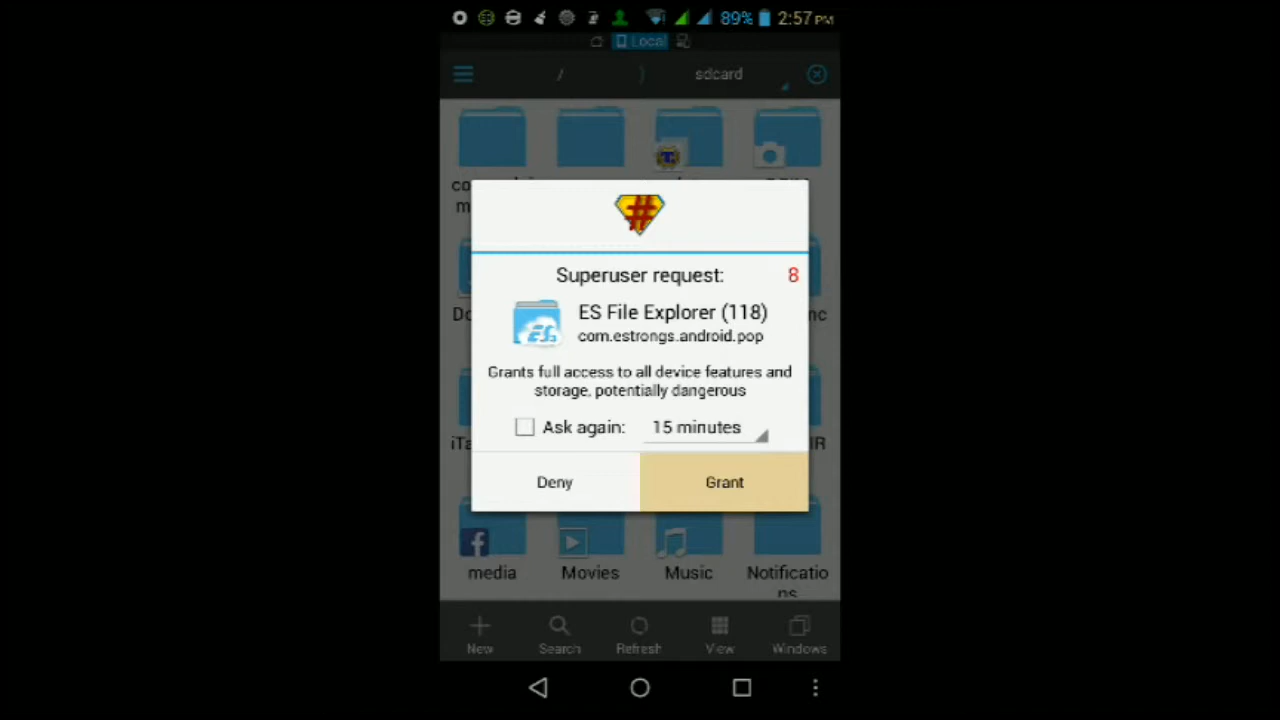 89% 2:57 PM
Local
/ sdcard
Superuser request: 8
ES File Explorer (118)
com.estrongs.android.pop
Grants full access to all device features and
storage, potentially dangerous
Ask again: 15 minutes
Deny Grant
media Movies Music Notificatio
ns
New Search Refresh View Windows